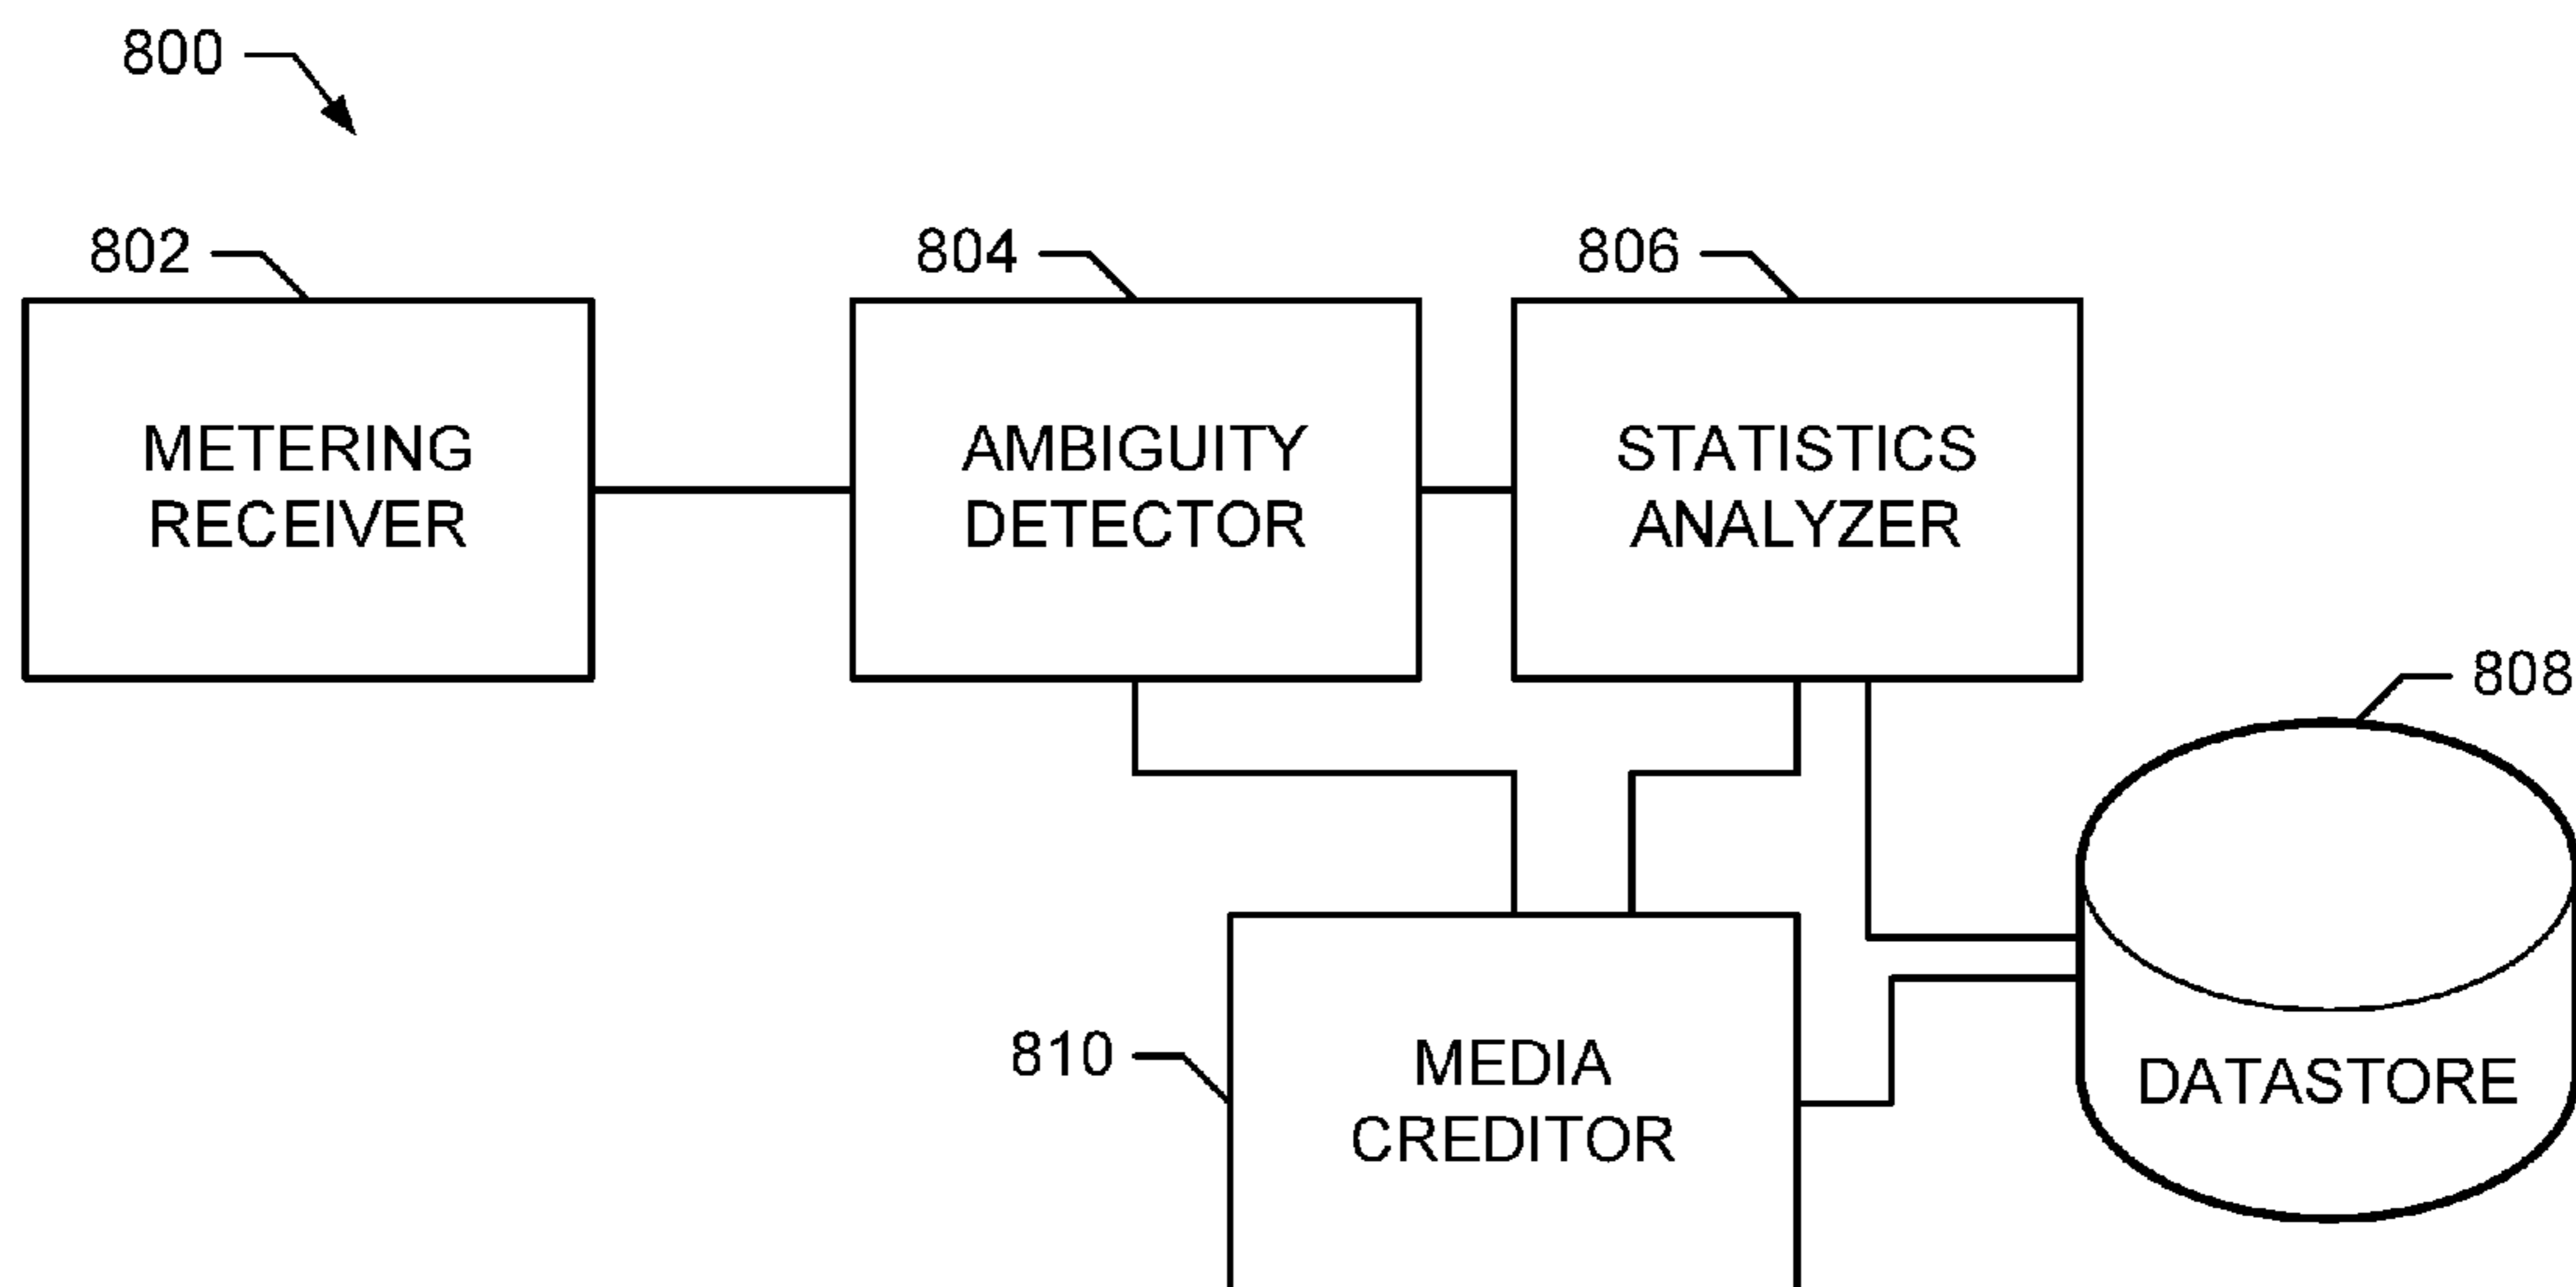 800
802
804
806
METERING
RECEIVER
AMBIGUITY
DETECTOR
STATISTICS
ANALYZER
808
810
MEDIA
CREDITOR
DATASTORE